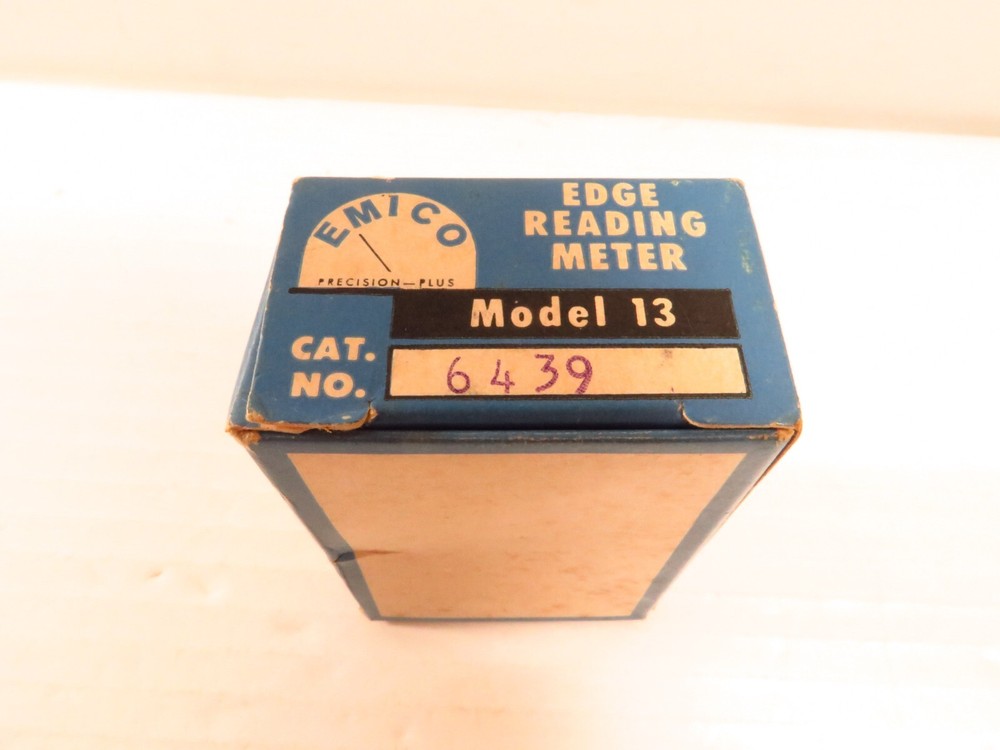 EMICO
PRECISION—PLUS
EDGE
READING
METER
Model 13
CAT.
NO.
6439